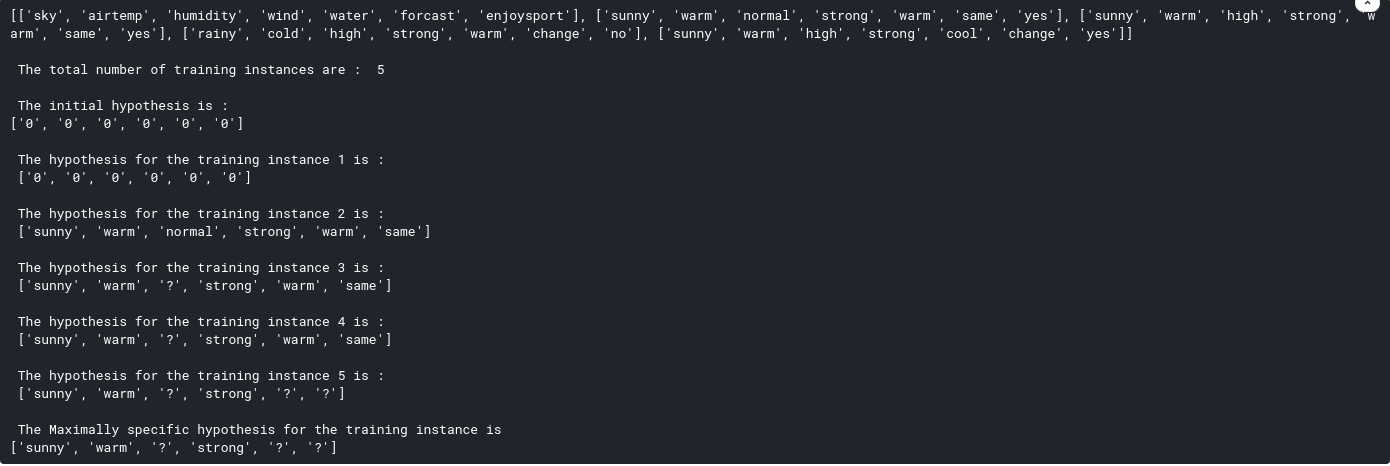 [['sky', 'airtemp', 'humidity', 'wind', 'water', 'forcast', 'enjoysport'], ['sunny', 'warm', 'normal', 'strong', 'warm', 'same', 'yes'], ['sunny', 'warm', 'high', 'strong', 'w
arm', 'same', 'yes'], ['rainy', 'cold', 'high', 'strong', 'warm', 'change', 'no'], ['sunny', 'warm', 'high', 'strong', 'cool', 'change', 'yes']]
The total number of training instances are :  5
The initial hypothesis is :
['0', '0', '0', '0', '0', '0']
The hypothesis for the training instance 1 is :
['0', '0', '0', '0', '0', '0']
The hypothesis for the training instance 2 is :
['sunny', 'warm', 'normal', 'strong', 'warm', 'same']
The hypothesis for the training instance 3 is :
['sunny', 'warm', '?', 'strong', 'warm', 'same']
The hypothesis for the training instance 4 is :
['sunny', 'warm', '?', 'strong', 'warm', 'same']
The hypothesis for the training instance 5 is :
['sunny', 'warm', '?', 'strong', '?', '?']
The Maximally specific hypothesis for the training instance is
['sunny', 'warm', '?', 'strong', '?', '?']